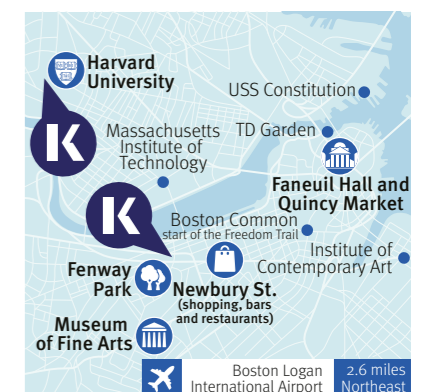 Harvard
University
USS Constitution
K
Massachusetts
Institute of
Technology
TD Garden
Faneuil Hall and
Quincy Market
K
Boston Common
start of the Freedom Trail
Institute of
Contemporary Art
Fenway
Park
Newbury St.
(shopping, bars
and restaurants)
Museum
of Fine Arts
Boston Logan
International Airport
2.6 miles
Northeast